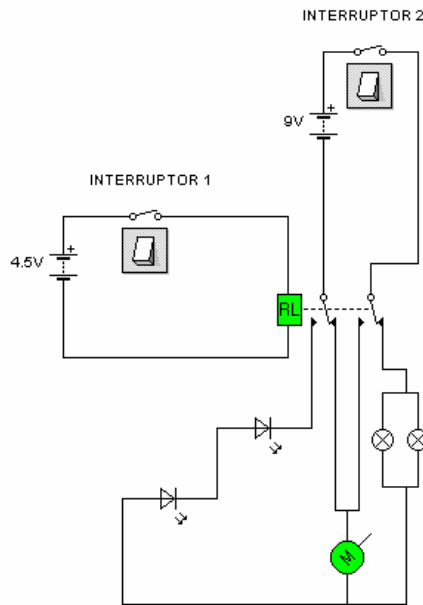 INTERRUPTOR 2
+
9V
INTERRUPTOR 1
+
4.5V
RL
M